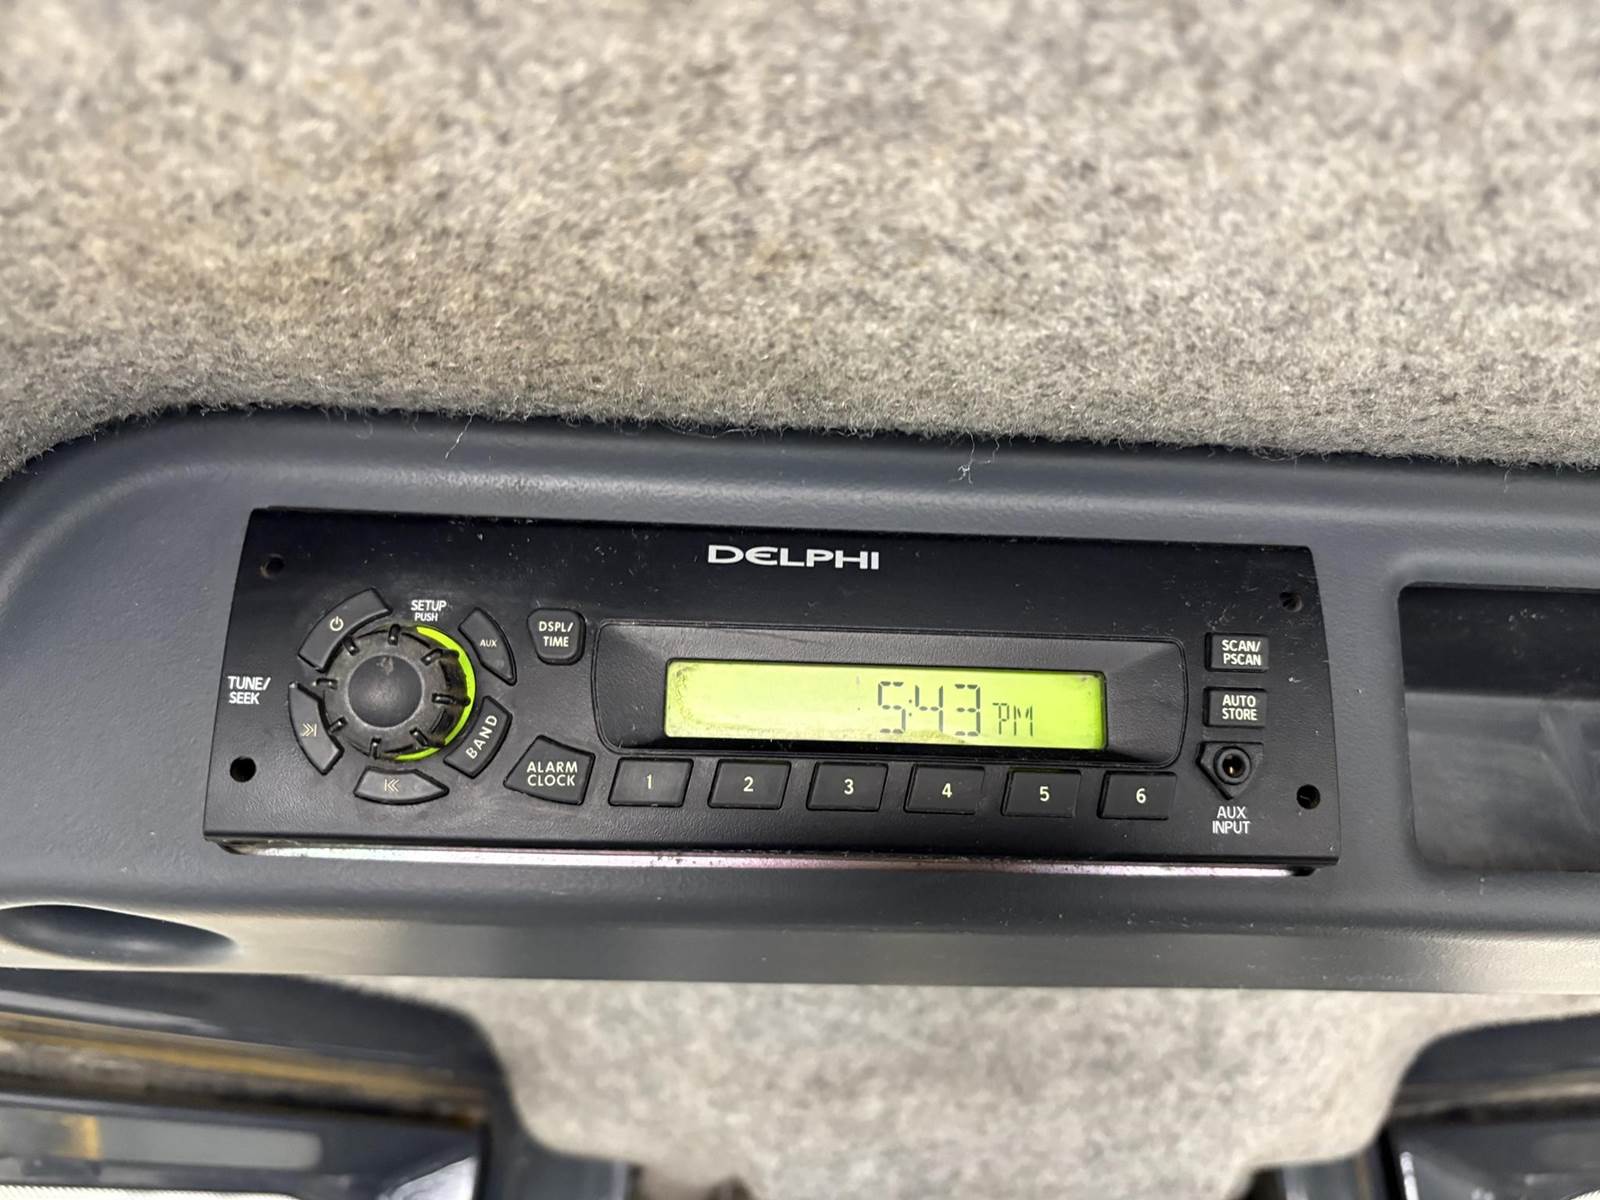 DELPHI
SETUP
PUSH
AUX
DSPL/
TIME
TUNE/
SEEK
BAND
ALARM
CLOCK
5:43 PM
1 2 3 4 5 6
SCAN/
PSCAN
AUTO
STORE
AUX
INPUT